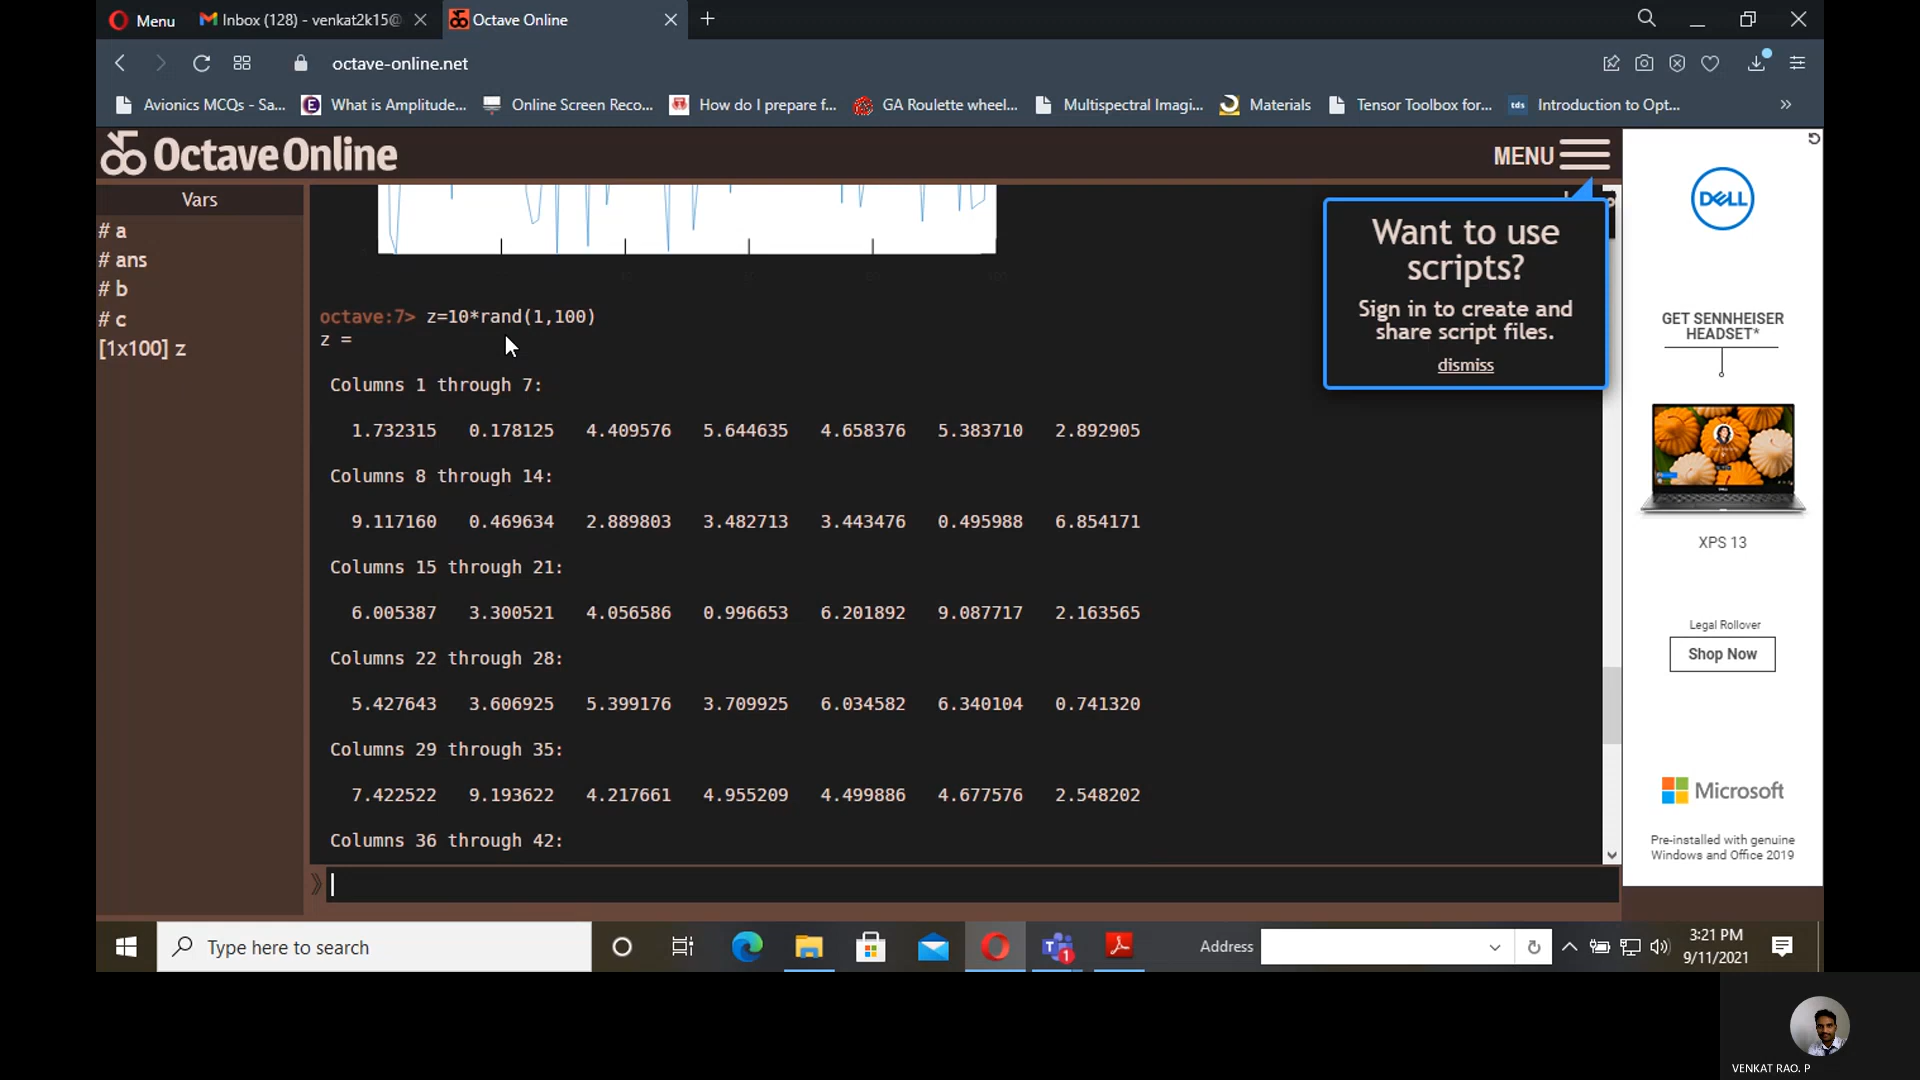 Menu
Inbox (128) - venkat2k15@
Octave Online
octave-online.net
Avionics MCQs - Sa...
What is Amplitude...
Online Screen Reco...
How do I prepare f...
GA Roulette wheel...
Multispectral Imagi...
Materials
Tensor Toolbox for...
tds
Introduction to Opt...
Octave Online
MENU
Vars
# a
# ans
# b
# c
[1x100] z
octave:7> z=10*rand(1,100)
z =
Columns 1 through 7:
1.732315 0.178125 4.409576 5.644635 4.658376 5.383710 2.892905
Columns 8 through 14:
9.117160 0.469634 2.889803 3.482713 3.443476 0.495988 6.854171
Columns 15 through 21:
6.005387 3.300521 4.056586 0.996653 6.201892 9.087717 2.163565
Columns 22 through 28:
5.427643 3.606925 5.399176 3.709925 6.034582 6.340104 0.741320
Columns 29 through 35:
7.422522 9.193622 4.217661 4.955209 4.499886 4.677576 2.548202
Columns 36 through 42:
Want to use
scripts?
Sign in to create and
share script files.
dismiss
DELL
GET SENNHEISER
HEADSET*
XPS 13
Legal Rollover
Shop Now
Microsoft
Pre-installed with genuine
Windows and Office 2019
Type here to search
1
Address
3:21 PM
9/11/2021
VENKAT RAO. P